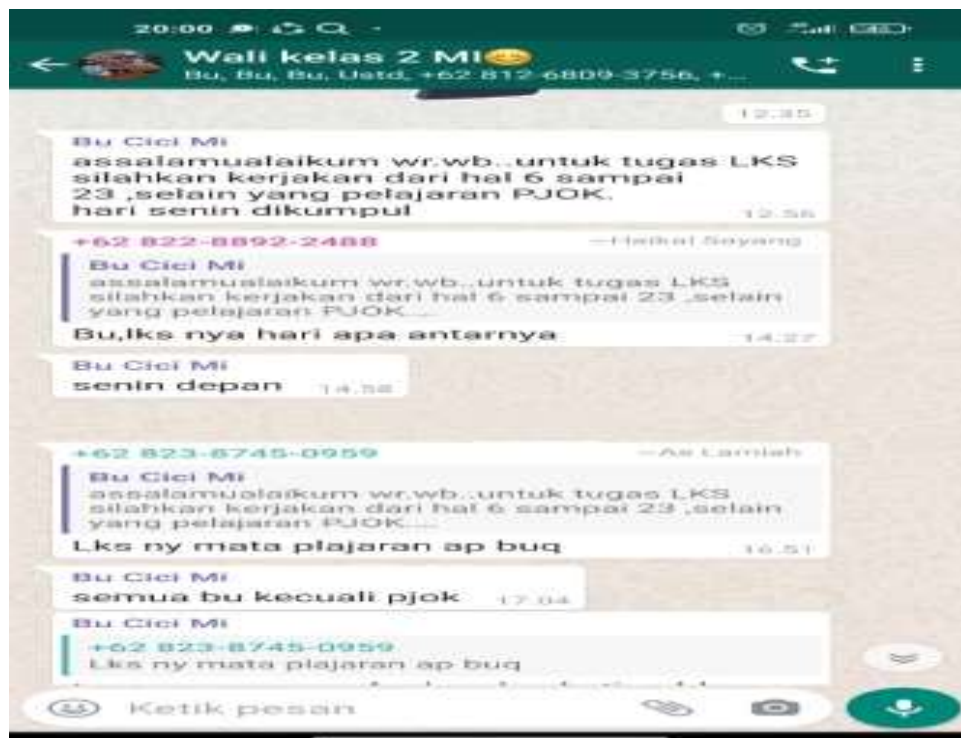 20:00
Wali kelas 2 MI😊
Bu, Bu, Bu, Ustd, +62 812-6809-3756, +...
12.35
Bu Cici Mi
assalamualaikum wr.wb..untuk tugas LKS
silahkan kerjakan dari hal 6 sampai
23 ,selain yang pelajaran PJOK.
hari senin dikumpul
12.56
+62 822-8892-2488 ~Haikal Sayang
Bu Cici Mi
assalamualaikum wr.wb..untuk tugas LKS
silahkan kerjakan dari hal 6 sampai 23 ,selain
yang pelajaran PJOK....
Bu,lks nya hari apa antarnya 14.27
Bu Cici Mi
senin depan 14.58
+62 823-8745-0959 ~As Lamiah
Bu Cici Mi
assalamualaikum wr.wb..untuk tugas LKS
silahkan kerjakan dari hal 6 sampai 23 ,selain
yang pelajaran PJOK....
Lks ny mata plajaran ap buq 16.51
Bu Cici Mi
semua bu kecuali pjok 17.04
Bu Cici Mi
+62 823-8745-0959
Lks ny mata plajaran ap buq
Ketik pesan